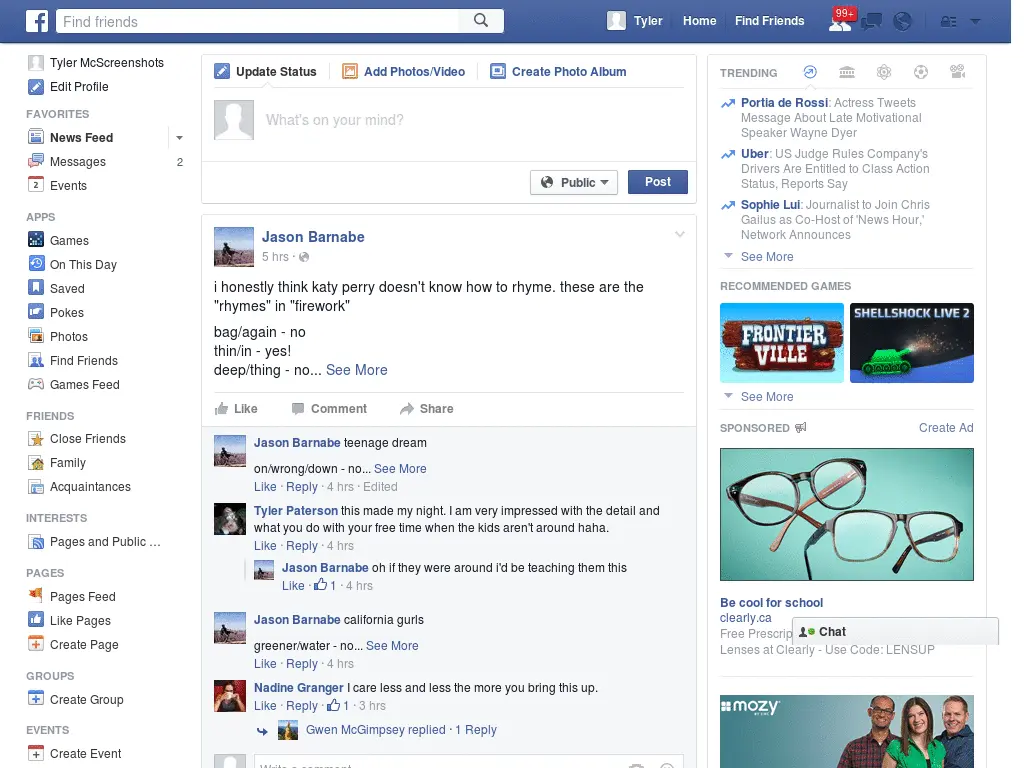 f
Find friends
Tyler
Home
Find Friends
99+
Tyler McScreenshots
Edit Profile
FAVORITES
News Feed
Messages 2
Events
APPS
Games
On This Day
Saved
Pokes
Photos
Find Friends
Games Feed
FRIENDS
Close Friends
Family
Acquaintances
INTERESTS
Pages and Public ...
PAGES
Pages Feed
Like Pages
Create Page
GROUPS
Create Group
EVENTS
Create Event
Update Status
Add Photos/Video
Create Photo Album
What's on your mind?
Public
Post
Jason Barnabe
5 hrs ·
i honestly think katy perry doesn't know how to rhyme. these are the
"rhymes" in "firework"
bag/again - no
thin/in - yes!
deep/thing - no... See More
Like
Comment
Share
Jason Barnabe teenage dream
on/wrong/down - no... See More
Like · Reply · 4 hrs · Edited
Tyler Paterson this made my night. I am very impressed with the detail and
what you do with your free time when the kids aren't around haha.
Like · Reply · 4 hrs
Jason Barnabe oh if they were around i'd be teaching them this
Like · 1 · 4 hrs
Jason Barnabe california gurls
greener/water - no... See More
Like · Reply · 4 hrs
Nadine Granger I care less and less the more you bring this up.
Like · Reply · 1 · 3 hrs
Gwen McGimpsey replied · 1 Reply
Write a comment...
TRENDING
Portia de Rossi: Actress Tweets
Message About Late Motivational
Speaker Wayne Dyer
Uber: US Judge Rules Company's
Drivers Are Entitled to Class Action
Status, Reports Say
Sophie Lui: Journalist to Join Chris
Gailus as Co-Host of 'News Hour,'
Network Announces
See More
RECOMMENDED GAMES
FRONTIER
VILLE
SHELLSHOCK LIVE 2
See More
SPONSORED
Create Ad
Be cool for school
clearly.ca
Free Prescrip
Chat
Lenses at Clearly - Use Code: LENSUP
mozy